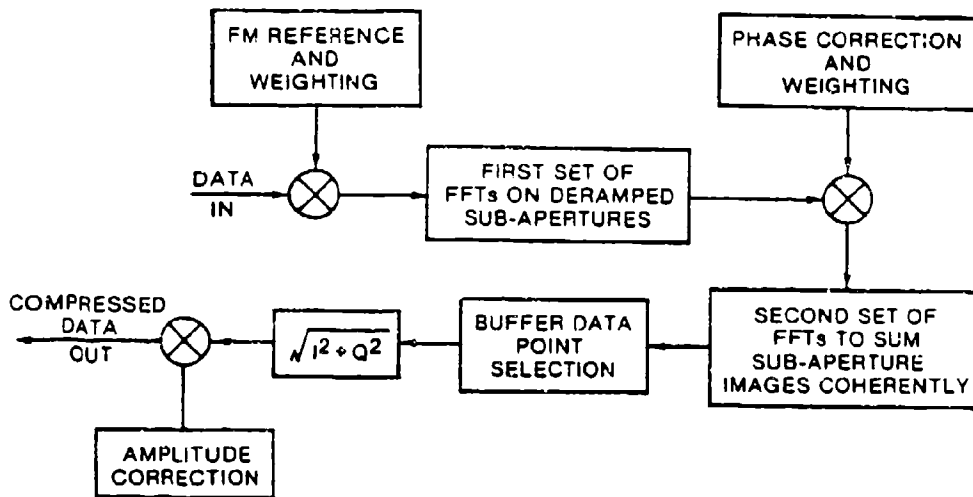 FM REFERENCE
AND
WEIGHTING
PHASE CORRECTION
AND
WEIGHTING
DATA
IN
FIRST SET OF
FFTs ON DERAMPED
SUB-APERTURES
COMPRESSED
DATA
OUT
√I² + Q²
BUFFER DATA
POINT
SELECTION
SECOND SET OF
FFTs TO SUM
SUB-APERTURE
IMAGES COHERENTLY
AMPLITUDE
CORRECTION